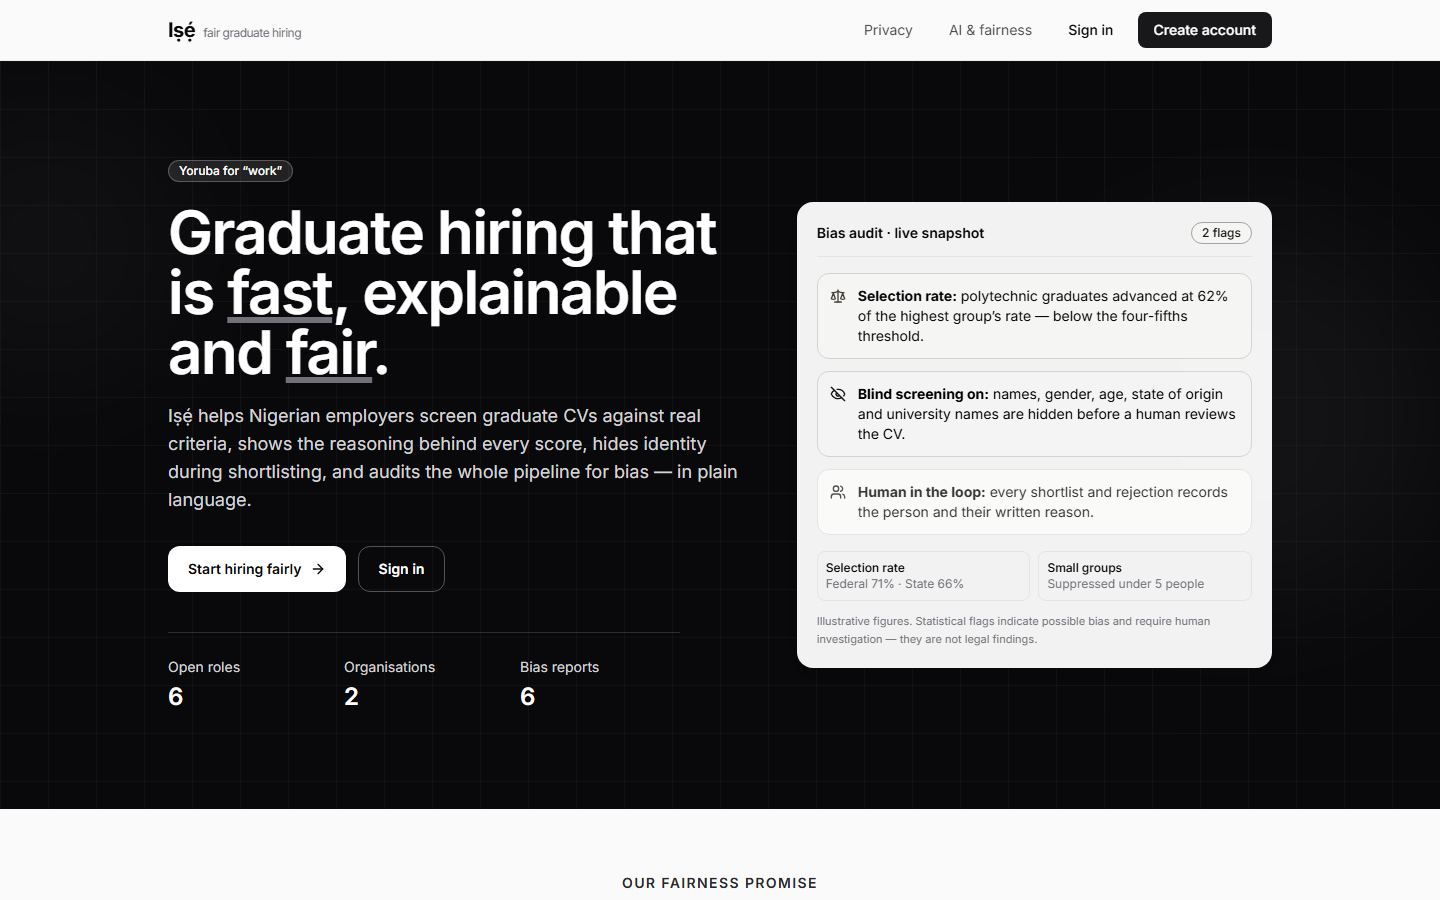 Iṣẹ́ fair graduate hiring
Privacy
AI & fairness
Sign in
Create account
Yoruba for “work”
Graduate hiring that
is fast, explainable
and fair.
Iṣẹ́ helps Nigerian employers screen graduate CVs against real
criteria, shows the reasoning behind every score, hides identity
during shortlisting, and audits the whole pipeline for bias — in plain
language.
Start hiring fairly →
Sign in
Open roles
6
Organisations
2
Bias reports
6
Bias audit · live snapshot
2 flags
Selection rate: polytechnic graduates advanced at 62%
of the highest group’s rate — below the four-fifths
threshold.
Blind screening on: names, gender, age, state of origin
and university names are hidden before a human reviews
the CV.
Human in the loop: every shortlist and rejection records
the person and their written reason.
Selection rate
Federal 71% · State 66%
Small groups
Suppressed under 5 people
Illustrative figures. Statistical flags indicate possible bias and require human
investigation — they are not legal findings.
OUR FAIRNESS PROMISE